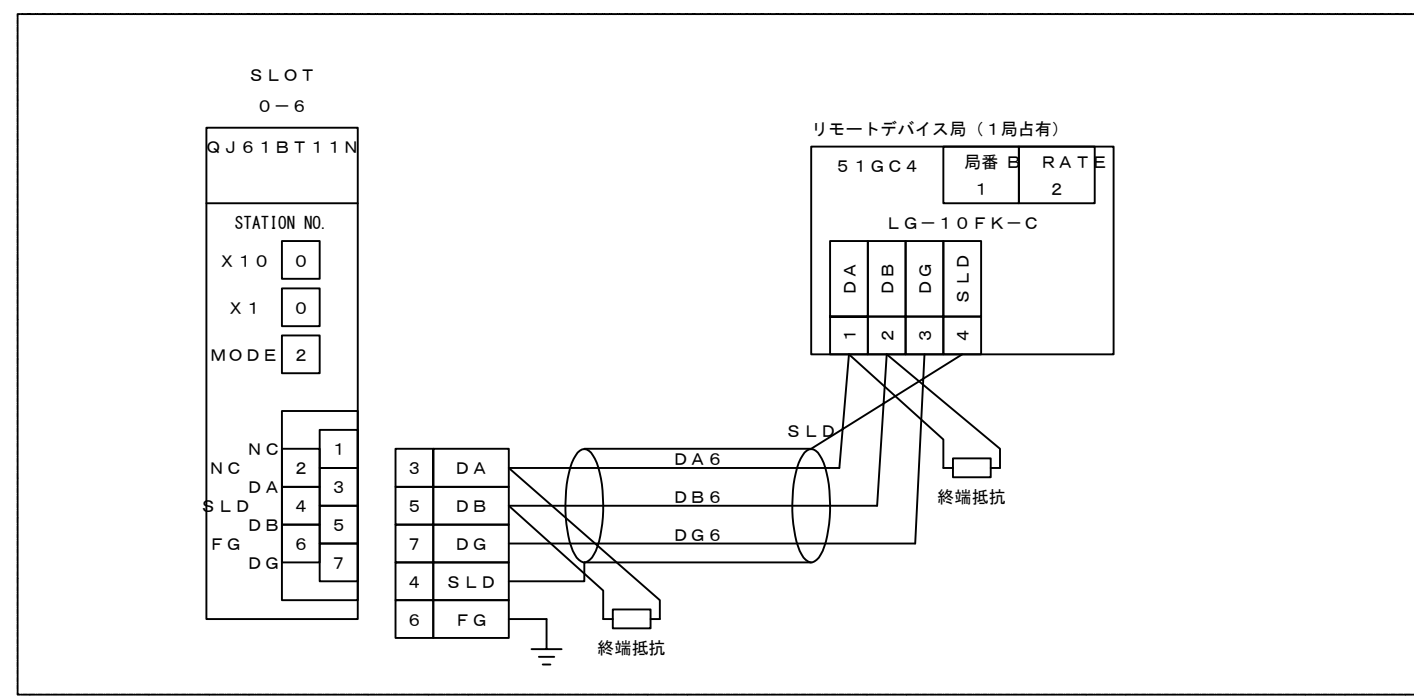 ＳＬＯＴ
０－６
ＱＪ６１ＢＴ１１Ｎ
STATION NO.
Ｘ１０ ０
Ｘ１ ０
ＭＯＤＥ ２
ＮＣ １
ＮＣ ２
ＤＡ ３
ＳＬＤ ４
ＤＢ ５
ＦＧ ６
ＤＧ ７
３ ＤＡ
５ ＤＢ
７ ＤＧ
４ ＳＬＤ
６ ＦＧ
終端抵抗
ＳＬＤ
ＤＡ６
ＤＢ６
ＤＧ６
リモートデバイス局（１局占有）
５１ＧＣ４
局番 Ｂ ＲＡＴＥ
１ ２
ＬＧ－１０ＦＫ－Ｃ
ＤＡ ＤＢ ＤＧ ＳＬＤ
１ ２ ３ ４
終端抵抗